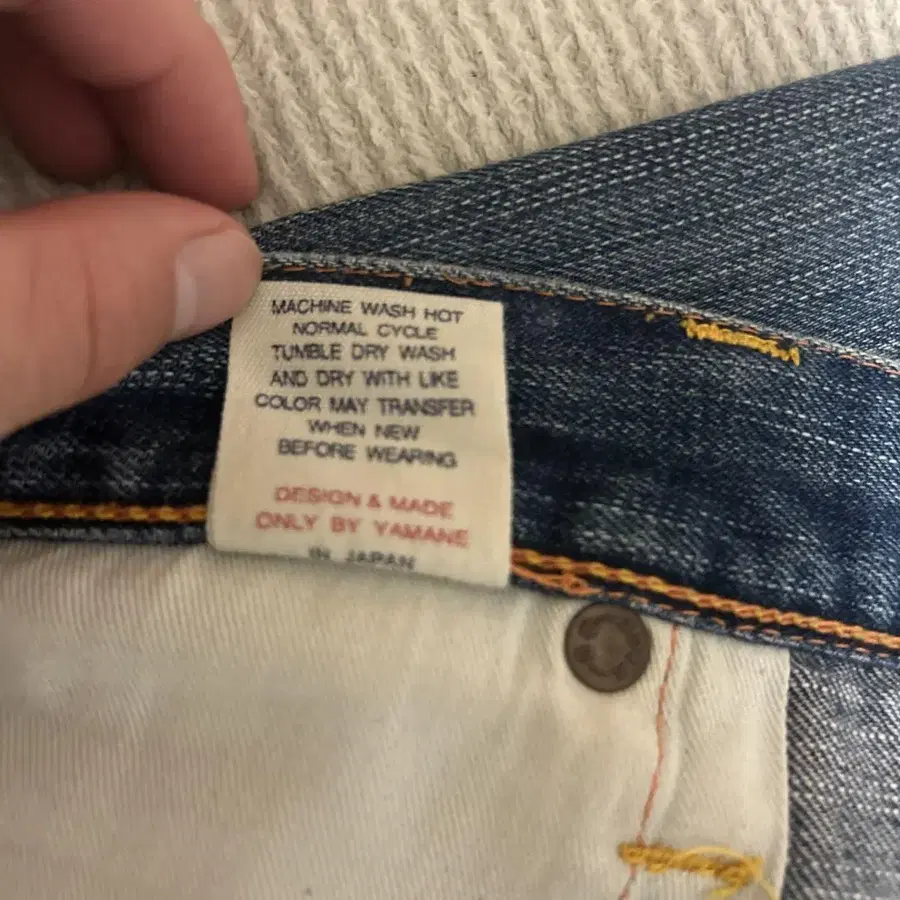 MACHINE WASH HOT
NORMAL CYCLE
TUMBLE DRY WASH
AND DRY WITH LIKE
COLOR MAY TRANSFER
WHEN NEW
BEFORE WEARING
DESIGN & MADE
ONLY BY YAMANE
IN JAPAN